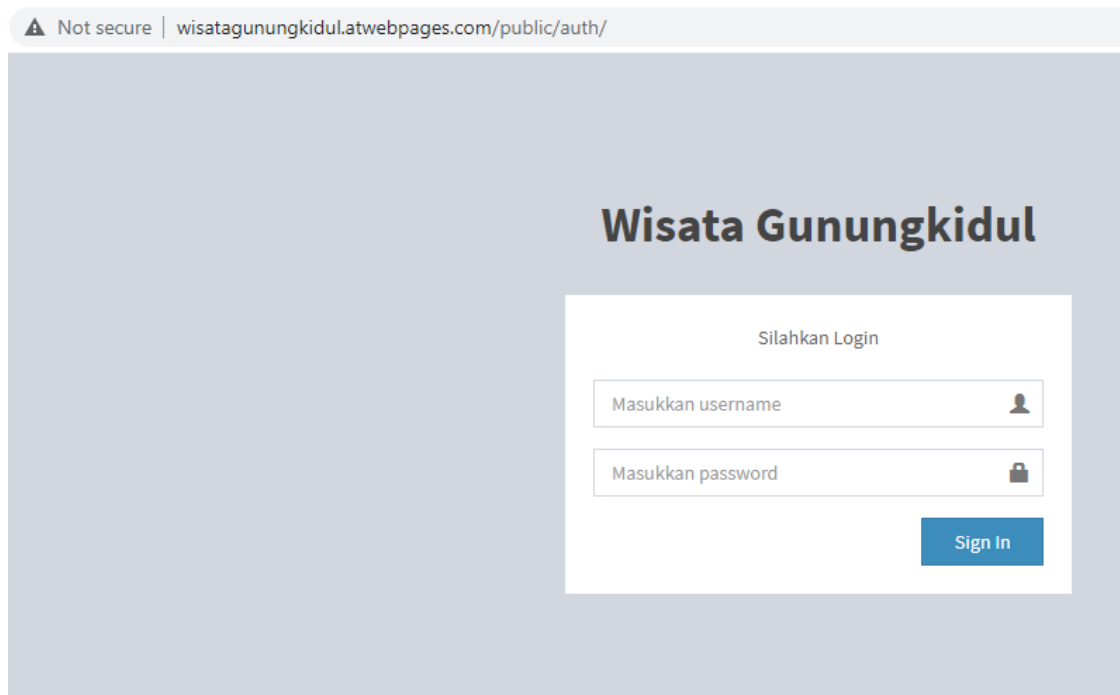 Not secure | wisatagunungkidul.atwebpages.com/public/auth/
Wisata Gunungkidul
Silahkan Login
Masukkan username
Masukkan password
Sign In